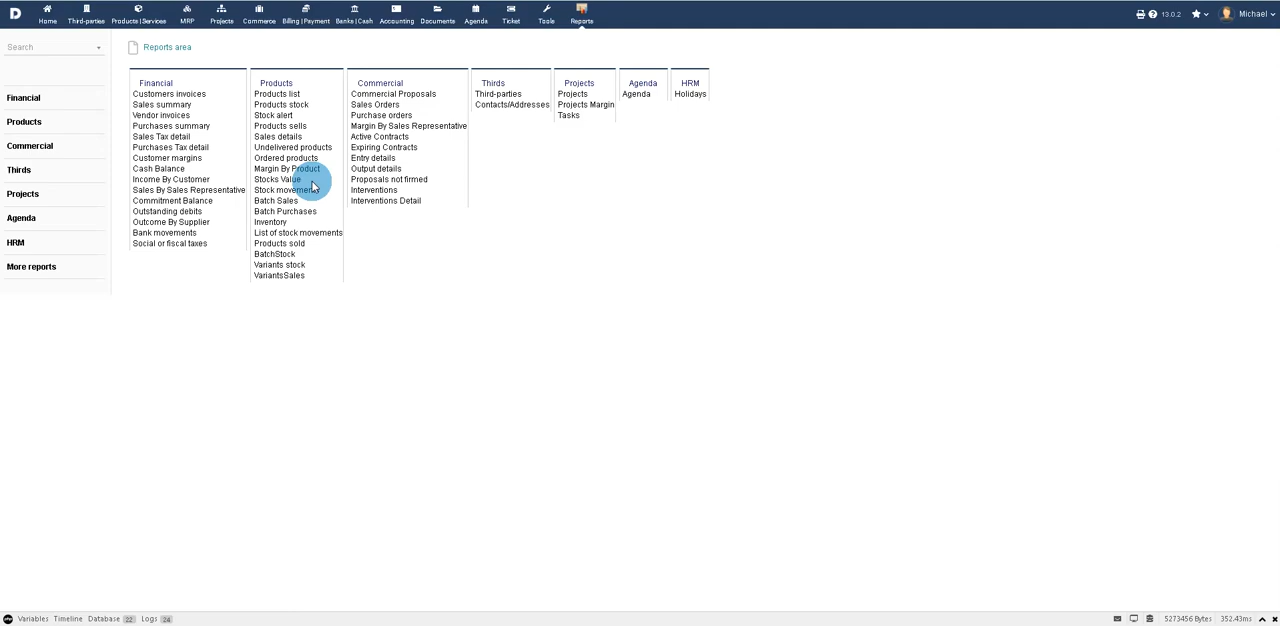 D
Home Third-parties Products | Services MRP Projects Commerce Billing | Payment Banks | Cash Accounting Documents Agenda Ticket Tools Reports
13.0.2 Michael
Search
Financial
Products
Commercial
Thirds
Projects
Agenda
HRM
More reports
Reports area
Financial
Customers invoices
Sales summary
Vendor invoices
Purchases summary
Sales Tax detail
Purchases Tax detail
Customer margins
Cash Balance
Income By Customer
Sales By Sales Representative
Commitment Balance
Outstanding debits
Outcome By Supplier
Bank movements
Social or fiscal taxes
Products
Products list
Products stock
Stock alert
Products sells
Sales details
Undelivered products
Ordered products
Margin By Product
Stocks Value
Stock movements
Batch Sales
Batch Purchases
Inventory
List of stock movements
Products sold
BatchStock
Variants stock
VariantsSales
Commercial
Commercial Proposals
Sales Orders
Purchase orders
Margin By Sales Representative
Active Contracts
Expiring Contracts
Entry details
Output details
Proposals not firmed
Interventions
Interventions Detail
Thirds
Third-parties
Contacts/Addresses
Projects
Projects
Projects Margin
Tasks
Agenda
Agenda
HRM
Holidays
Variables Timeline Database 22 Logs 24
5273456 Bytes 352.43ms